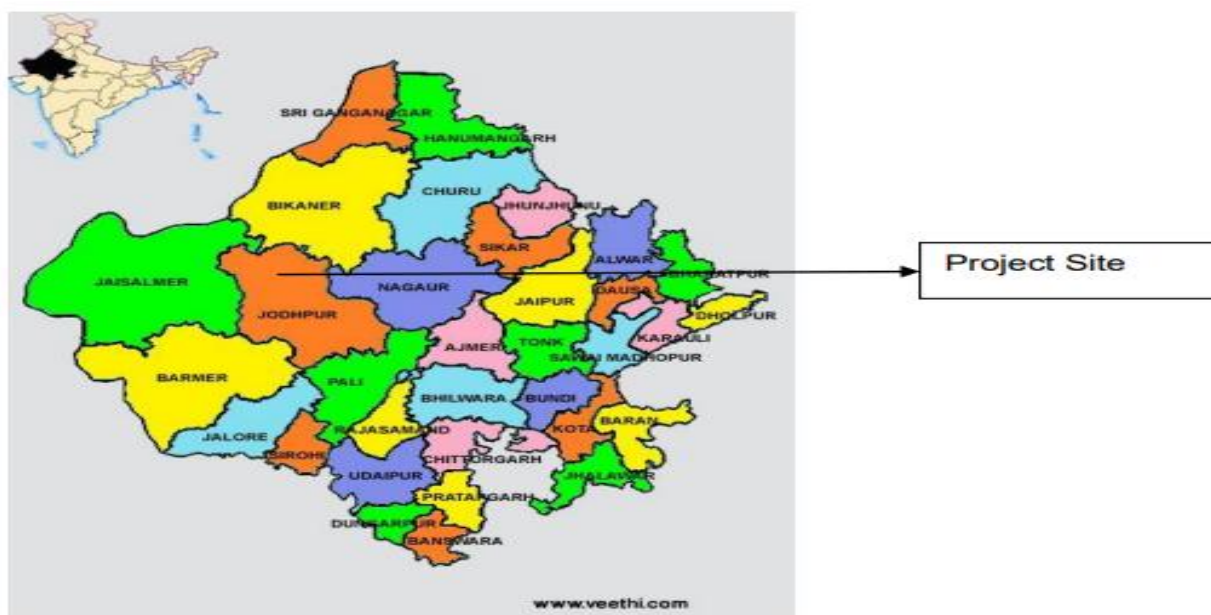 SRI GANGANAGAR
HANUMANGARH
CHURU
BIKANER
JHUNJHUNU
SIKAR
ALWAR
BHARATPUR
Project Site
JAISALMER
NAGAUR
JAIPUR
DAUSA
DHOLPUR
JODHPUR
KARAULI
AJMER
TONK
SAWAI MADHOPUR
BARMER
PALI
BHILWARA
BUNDI
BARAN
RAJASAMAND
KOTA
JALORE
SIROHI
CHITTORGARH
UDAIPUR
JHALAWAR
PRATAPGARH
DUNGARPUR
BANSWARA
www.veethi.com